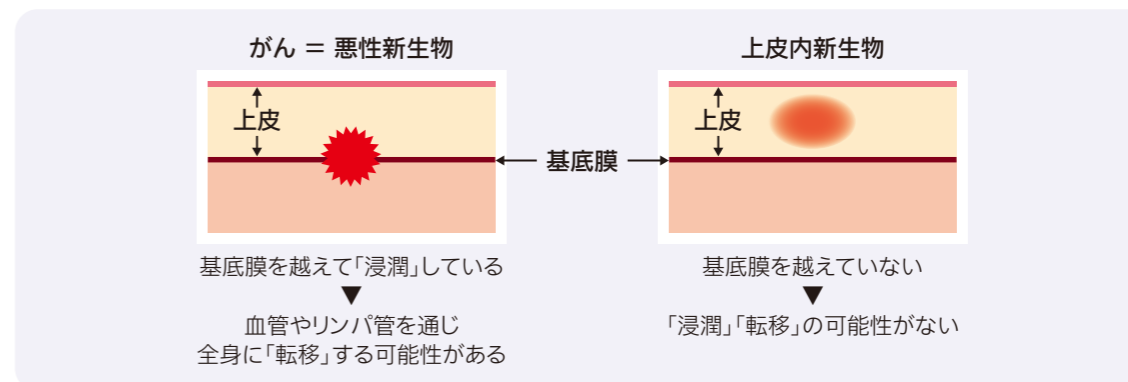 がん = 悪性新生物
上皮
基底膜を越えて「浸潤」している
▼
血管やリンパ管を通じ
全身に「転移」する可能性がある
基底膜
上皮内新生物
上皮
基底膜を越えていない
▼
「浸潤」「転移」の可能性がない